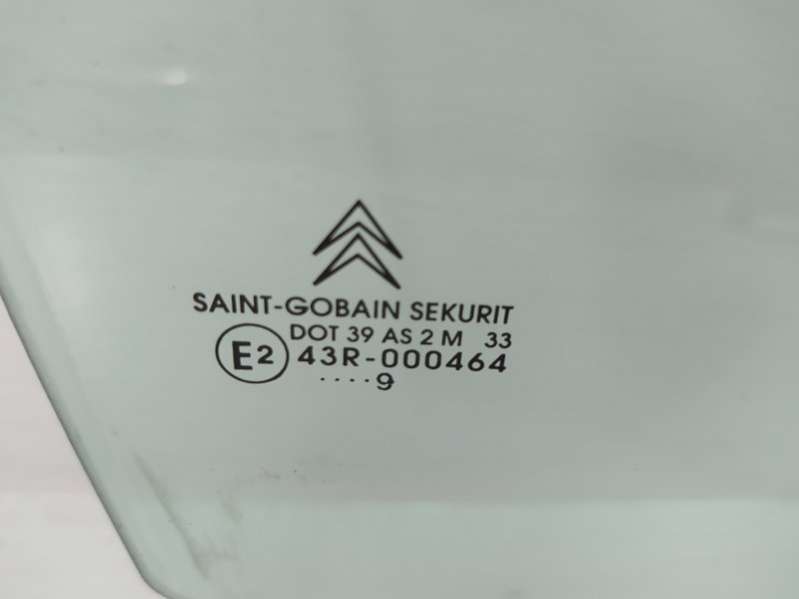 SAINT-GOBAIN SEKURIT
DOT 39 AS 2 M 33
E2 43R-000464
....9